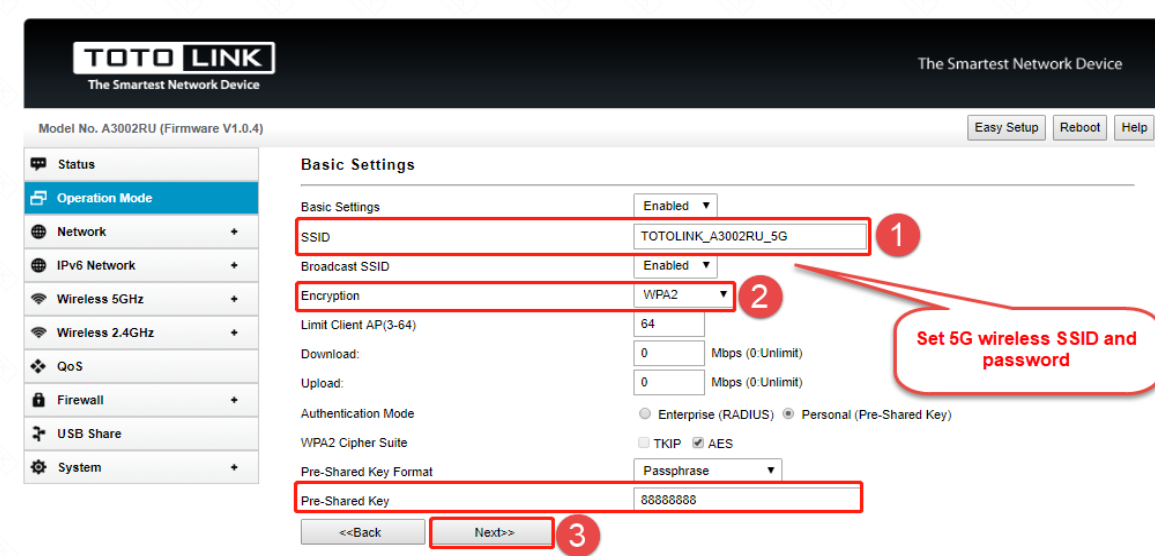 TOTO LINK
The Smartest Network Device
The Smartest Network Device
Model No. A3002RU (Firmware V1.0.4)
Easy Setup Reboot Help
Status
Operation Mode
Network +
IPv6 Network +
Wireless 5GHz +
Wireless 2.4GHz +
QoS
Firewall +
USB Share
System +
Basic Settings
Basic Settings Enabled
SSID TOTOLINK_A3002RU_5G 1
Broadcast SSID Enabled
Encryption WPA2 2
Limit Client AP(3-64) 64
Download: 0 Mbps (0:Unlimit)
Upload: 0 Mbps (0:Unlimit)
Authentication Mode Enterprise (RADIUS) Personal (Pre-Shared Key)
WPA2 Cipher Suite TKIP AES
Pre-Shared Key Format Passphrase
Pre-Shared Key 88888888
<<Back Next>> 3
Set 5G wireless SSID and
password